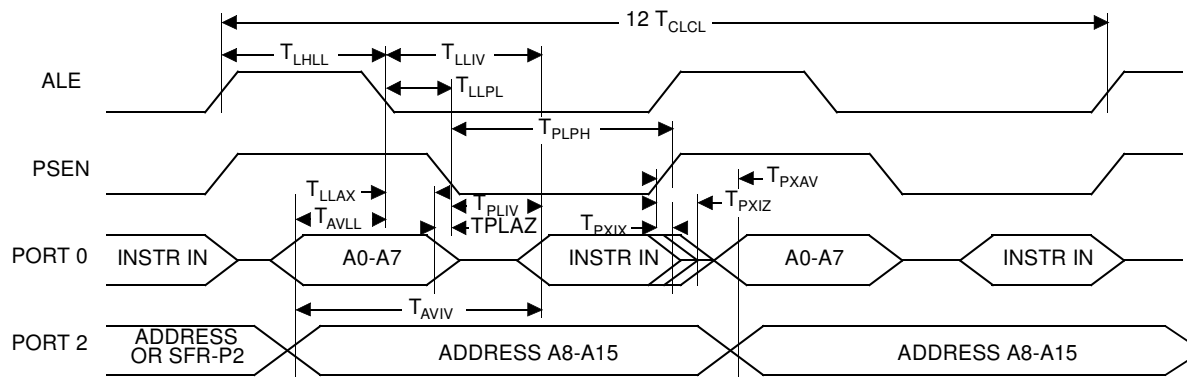 12 TCLCL
TLHLL
TLLIV
ALE
TLLPL
TPLPH
PSEN
TLLAX
TPXAV
TPLIV
TPXIZ
TAVLL
TPLAZ
TPXIX
PORT 0
INSTR IN
A0-A7
INSTR IN
A0-A7
INSTR IN
TAVIV
PORT 2
ADDRESS
OR SFR-P2
ADDRESS A8-A15
ADDRESS A8-A15